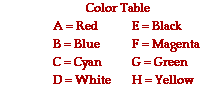 Color Table
A = Red E = Black
B = Blue F = Magenta
C = Cyan G = Green
D = White H = Yellow